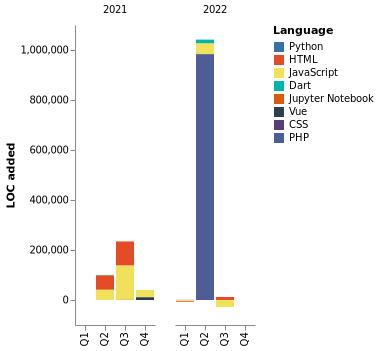 2021
2022
Language
Python
HTML
JavaScript
Dart
Jupyter Notebook
Vue
CSS
PHP
LOC added
1,000,000
800,000
600,000
400,000
200,000
0
Q1
Q2
Q3
Q4
Q1
Q2
Q3
Q4